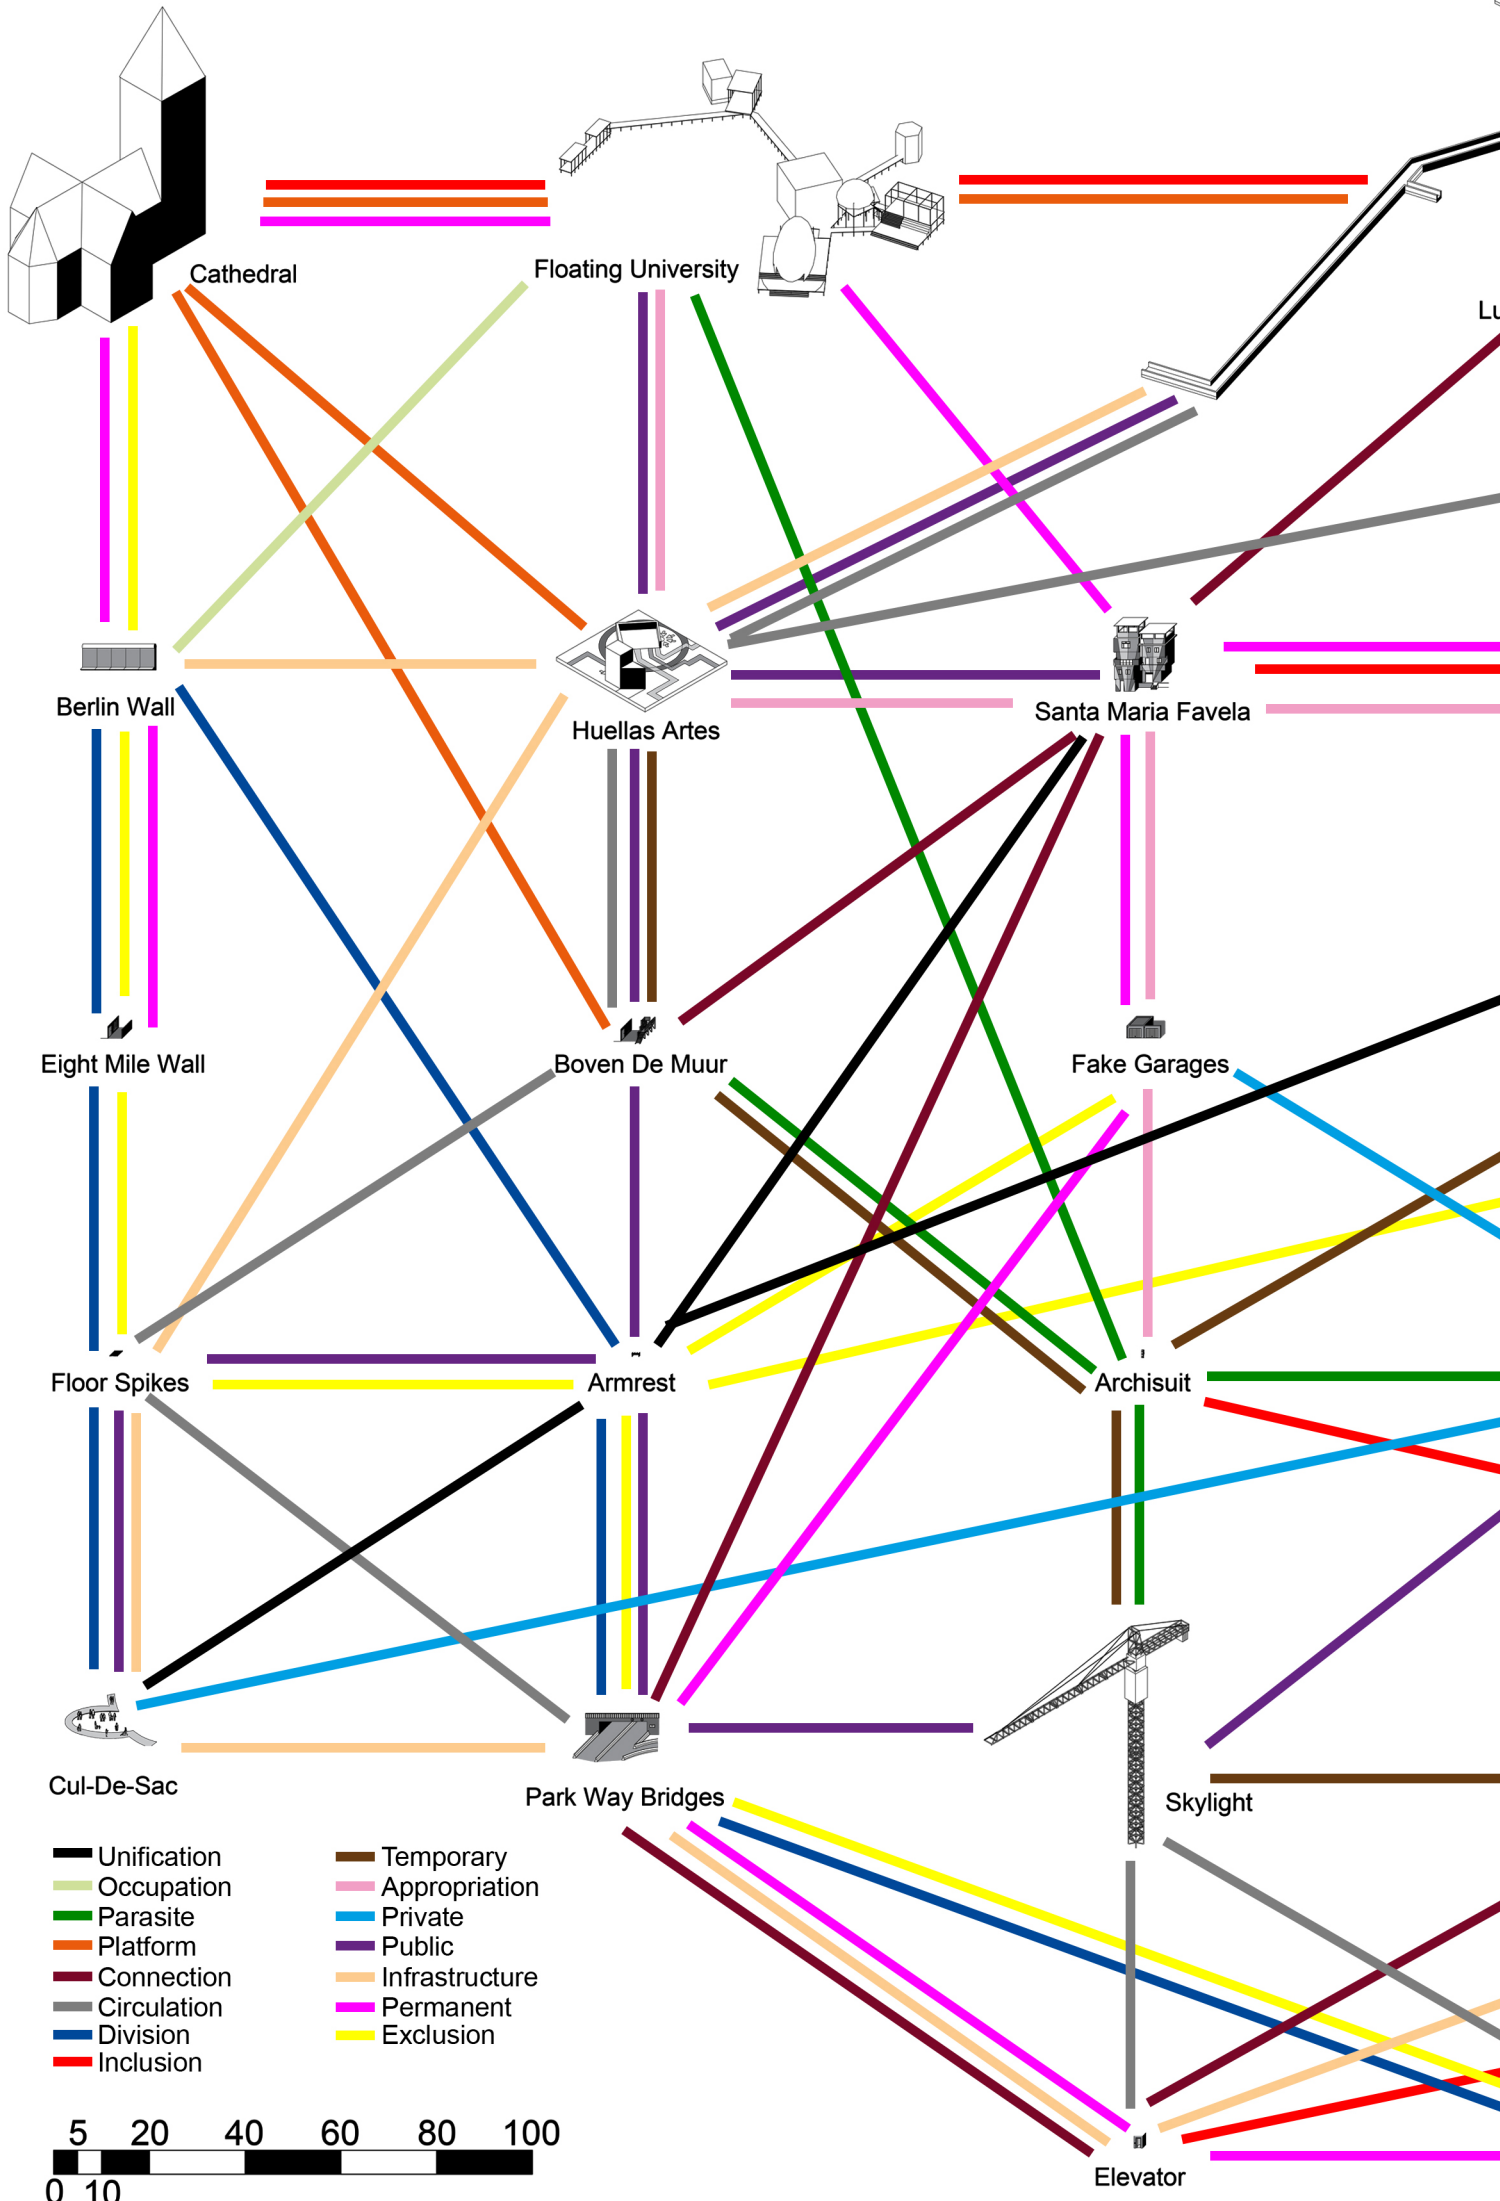 Cathedral
Floating University
Lu
Berlin Wall
Huellas Artes
Santa Maria Favela
Eight Mile Wall
Boven De Muur
Fake Garages
Floor Spikes
Armrest
Archisuit
Cul-De-Sac
Park Way Bridges
Skylight
Unification
Occupation
Parasite
Platform
Connection
Circulation
Division
Inclusion
Temporary
Appropriation
Private
Public
Infrastructure
Permanent
Exclusion
5 20 40 60 80 100
0 10
Elevator